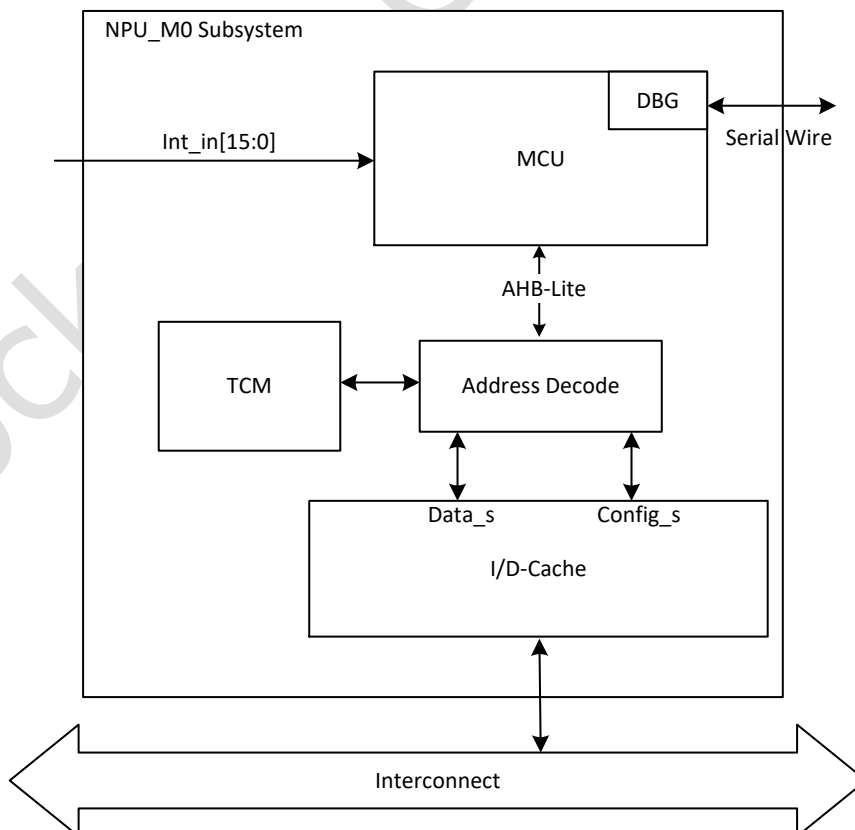 NPU_M0 Subsystem
DBG
Serial Wire
Int_in[15:0]
MCU
AHB-Lite
TCM
Address Decode
Data_s
Config_s
I/D-Cache
Interconnect